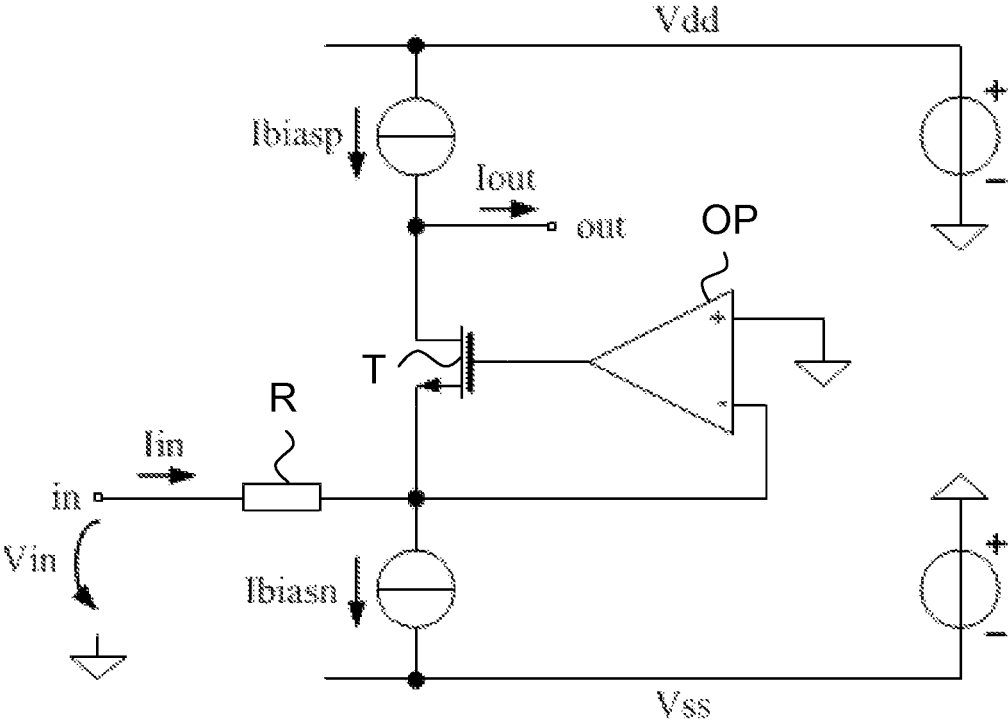 Vdd
Ibiasp
+
-
Iout
out
OP
+
-
T
R
Iin
in
Vin
Ibiasn
+
-
Vss